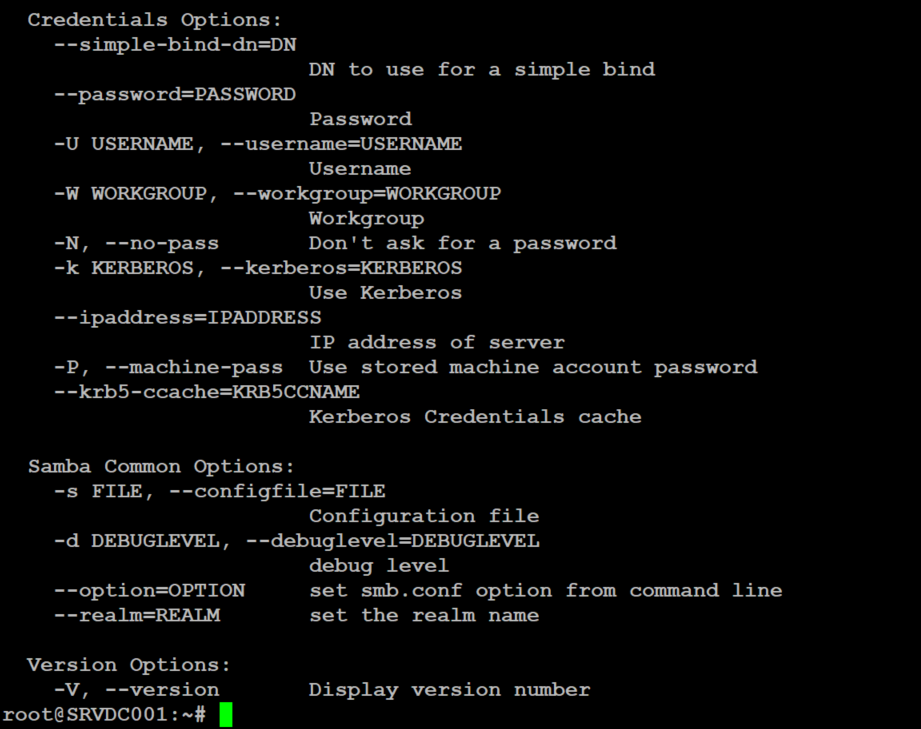 Credentials Options:
--simple-bind-dn=DN
DN to use for a simple bind
--password=PASSWORD
Password
-U USERNAME, --username=USERNAME
Username
-W WORKGROUP, --workgroup=WORKGROUP
Workgroup
-N, --no-pass Don't ask for a password
-k KERBEROS, --kerberos=KERBEROS
Use Kerberos
--ipaddress=IPADDRESS
IP address of server
-P, --machine-pass Use stored machine account password
--krb5-ccache=KRB5CCNAME
Kerberos Credentials cache
Samba Common Options:
-s FILE, --configfile=FILE
Configuration file
-d DEBUGLEVEL, --debuglevel=DEBUGLEVEL
debug level
--option=OPTION set smb.conf option from command line
--realm=REALM set the realm name
Version Options:
-V, --version Display version number
root@SRVDC001:~#